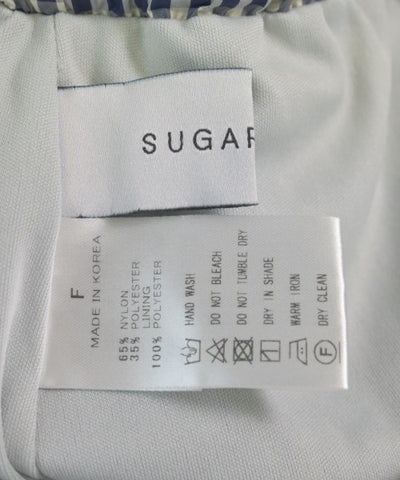 SUGAR
F
MADE IN KOREA
65% NYLON
35% POLYESTER
LINING
100% POLYESTER
HAND WASH
DO NOT BLEACH
DO NOT TUMBLE DRY
DRY IN SHADE
WARM IRON
DRY CLEAN
F